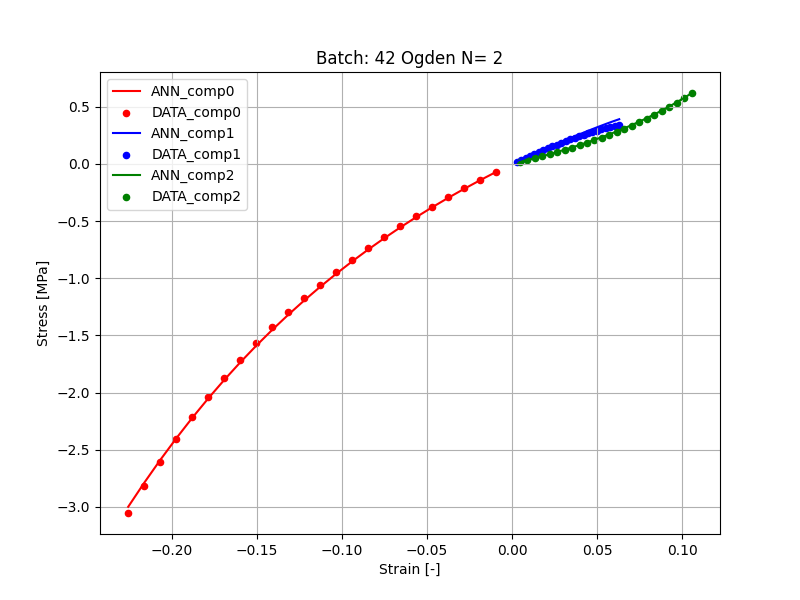 Batch: 42 Ogden N= 2
ANN_comp0
DATA_comp0
ANN_comp1
DATA_comp1
ANN_comp2
DATA_comp2
0.5
0.0
−0.5
−1.0
−1.5
−2.0
−2.5
−3.0
Stress [MPa]
−0.20
−0.15
−0.10
−0.05
0.00
0.05
0.10
Strain [-]